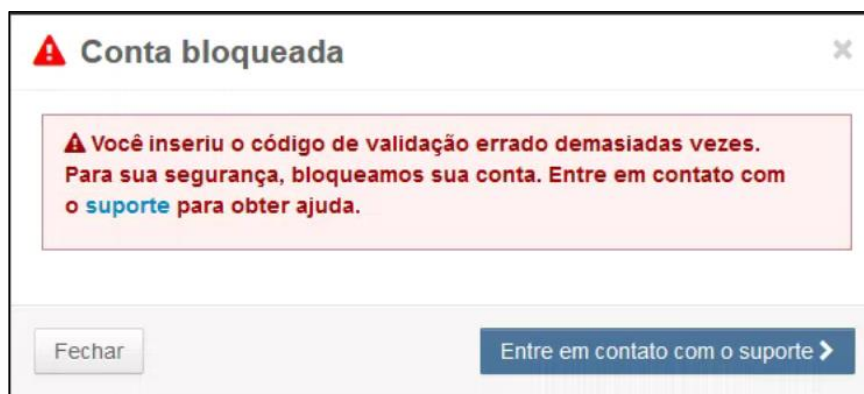 Conta bloqueada
Você inseriu o código de validação errado demasiadas vezes.
Para sua segurança, bloqueamos sua conta. Entre em contato com
o suporte para obter ajuda.
Fechar
Entre em contato com o suporte